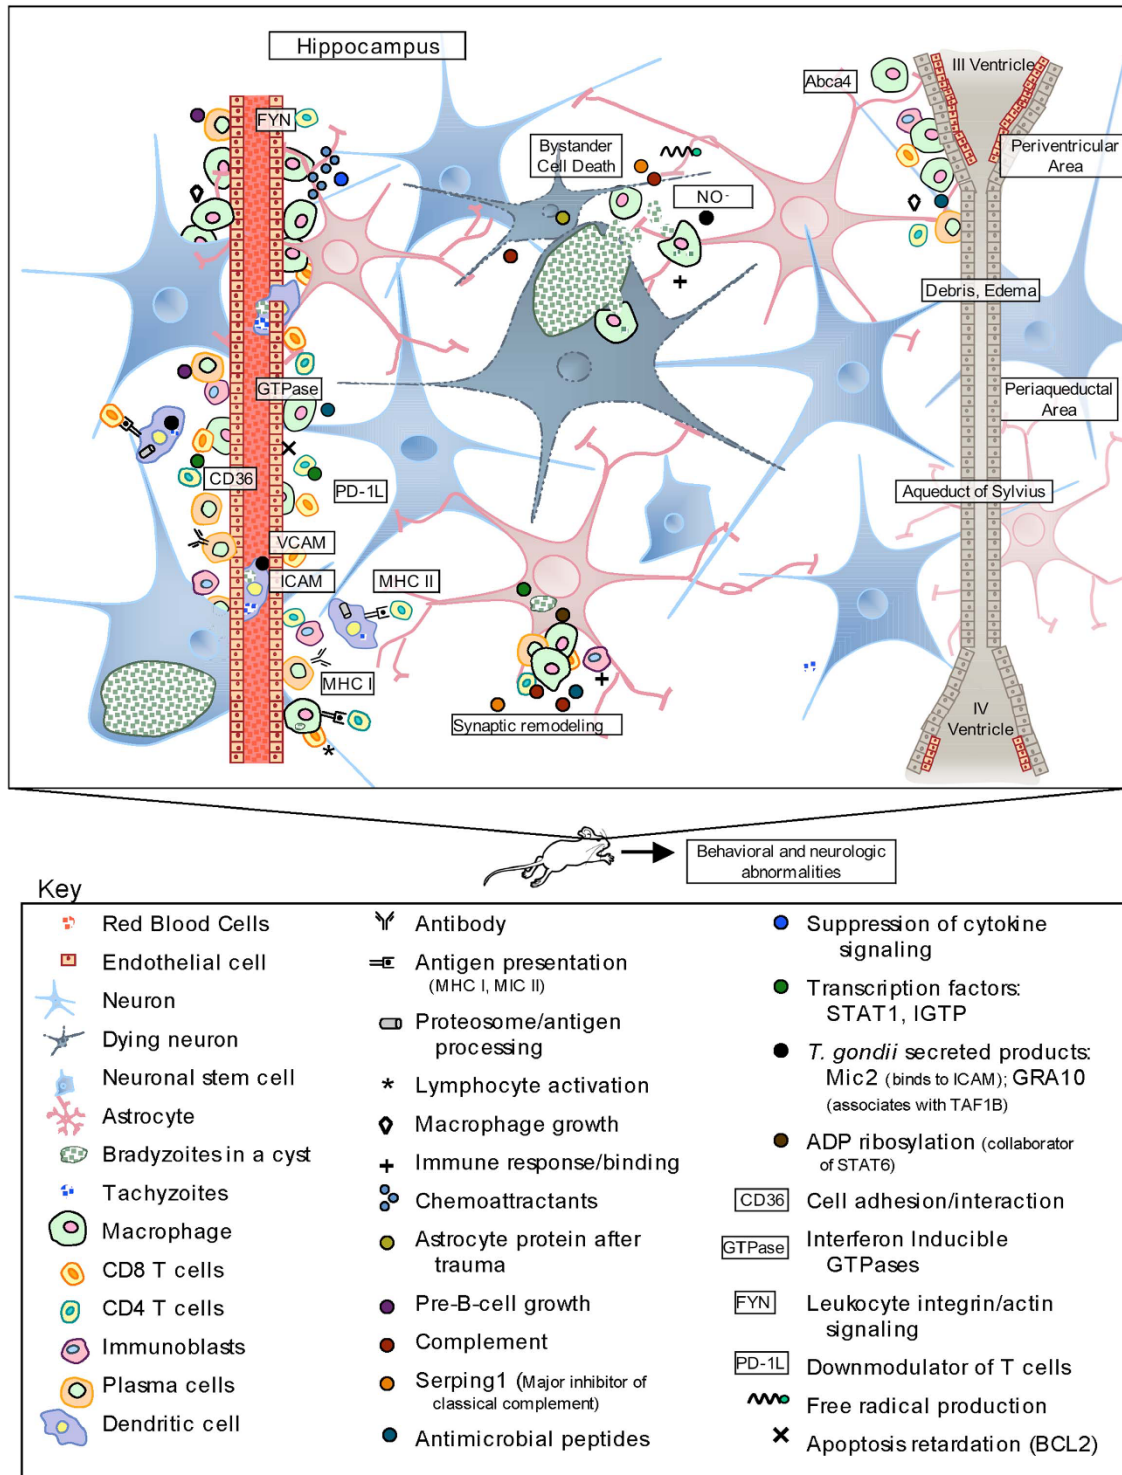 Hippocampus
III Ventricle
Abca4
FYN
Bystander
Cell Death
Periventricular
Area
NO-
Debris, Edema
GTPase
Periaqueductal
Area
CD36
PD-1L
Aqueduct of Sylvius
VCAM
ICAM
MHC II
MHC I
IV
Ventricle
Synaptic remodeling
Behavioral and neurologic
abnormalities
Key
Red Blood Cells
Endothelial cell
Neuron
Dying neuron
Neuronal stem cell
Astrocyte
Bradyzoites in a cyst
Tachyzoites
Macrophage
CD8 T cells
CD4 T cells
Immunoblasts
Plasma cells
Dendritic cell
Antibody
Antigen presentation
(MHC I, MIC II)
Proteosome/antigen
processing
Lymphocyte activation
Macrophage growth
Immune response/binding
Chemoattractants
Astrocyte protein after
trauma
Pre-B-cell growth
Complement
Serping1 (Major inhibitor of
classical complement)
Antimicrobial peptides
Suppression of cytokine
signaling
Transcription factors:
STAT1, IGTP
T. gondii secreted products:
Mic2 (binds to ICAM); GRA10
(associates with TAF1B)
ADP ribosylation (collaborator
of STAT6)
CD36 Cell adhesion/interaction
GTPase Interferon Inducible
GTPases
FYN Leukocyte integrin/actin
signaling
PD-1L Downmodulator of T cells
Free radical production
Apoptosis retardation (BCL2)